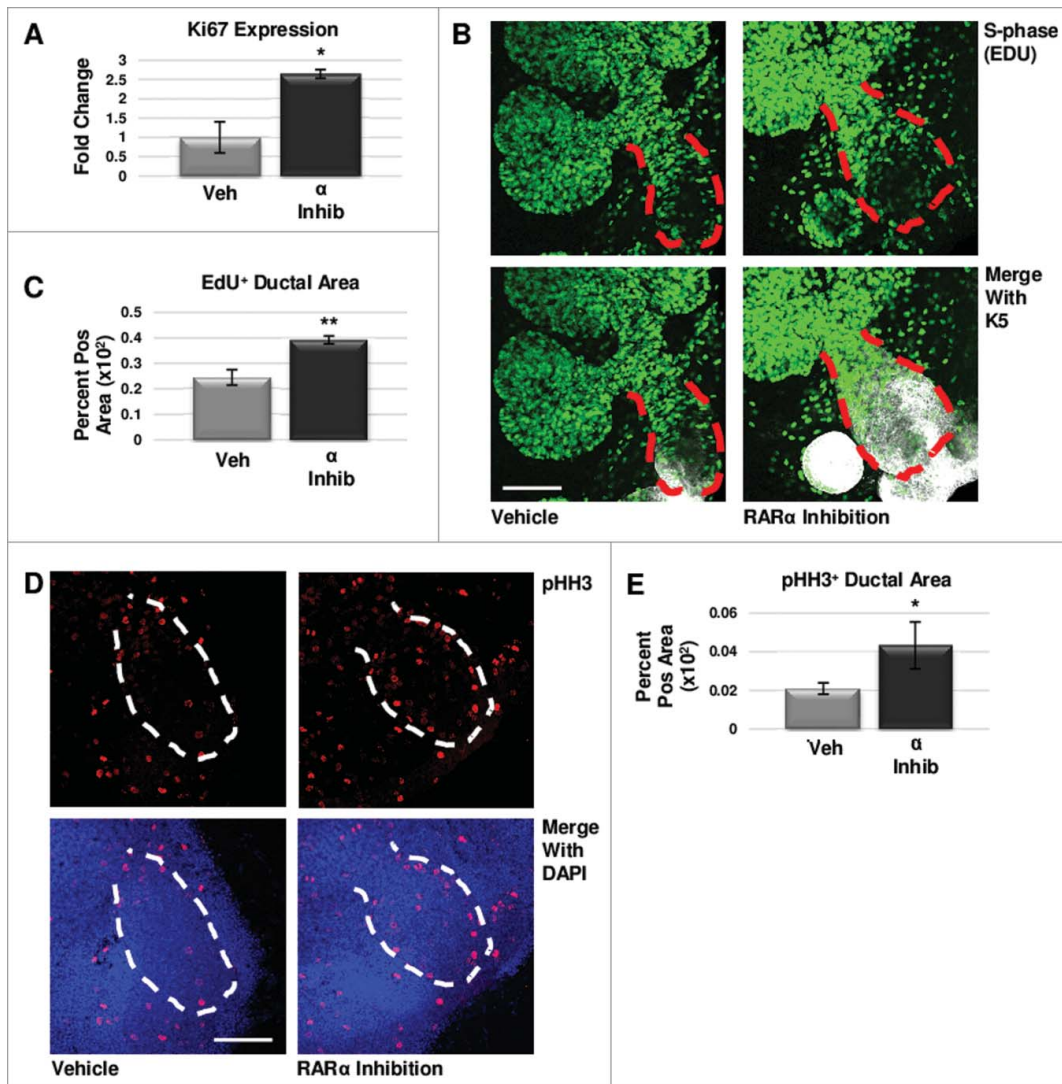 A
Ki67 Expression
*
3
2.5
2
1.5
1
0.5
0
Fold Change
Veh
α
Inhib
B
S-phase
(EDU)
Merge
With
K5
Vehicle
RARα Inhibition
C
EdU⁺ Ductal Area
**
0.5
0.4
0.3
0.2
0.1
0
Percent Pos
Area (x10²)
Veh
α
Inhib
D
pHH3
Merge
With
DAPI
Vehicle
RARα Inhibition
E
pHH3⁺ Ductal Area
*
0.06
0.04
0.02
0
Percent
Pos Area
(x10²)
Veh
α
Inhib